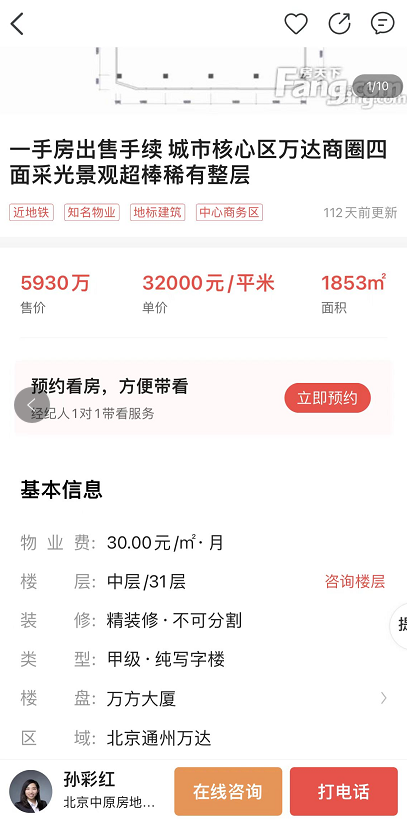 房天下
Fang.com
Fang.com
1/10
一手房出售手续 城市核心区万达商圈四
面采光景观超棒稀有整层
近地铁 知名物业 地标建筑 中心商务区 112天前更新
5930万 32000元/平米 1853㎡
售价 单价 面积
预约看房，方便带看
经纪人1对1带看服务
立即预约
基本信息
物业费: 30.00元/㎡·月
楼层: 中层/31层 咨询楼层
装修: 精装修·不可分割
提
类型: 甲级·纯写字楼
楼盘: 万方大厦
区域: 北京通州万达
孙彩红
北京中原房地...
在线咨询
打电话